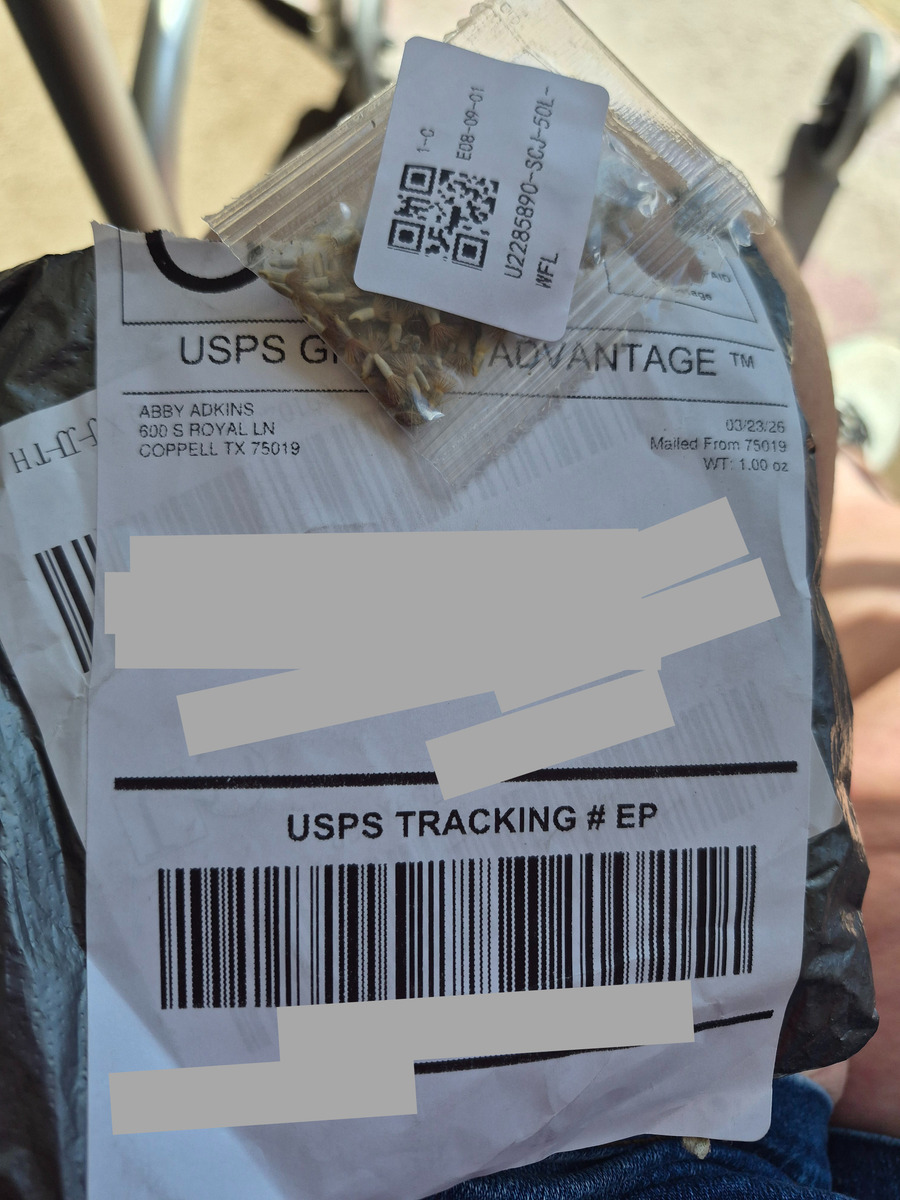 1-C
E08-09-01
U2285890-SCJ-50L-
WFL
USPS G ADVANTAGE ™
ABBY ADKINS
600 S ROYAL LN
COPPELL TX 75019
03/23/26
Mailed From 75019
WT: 1.00 oz
USPS TRACKING # EP